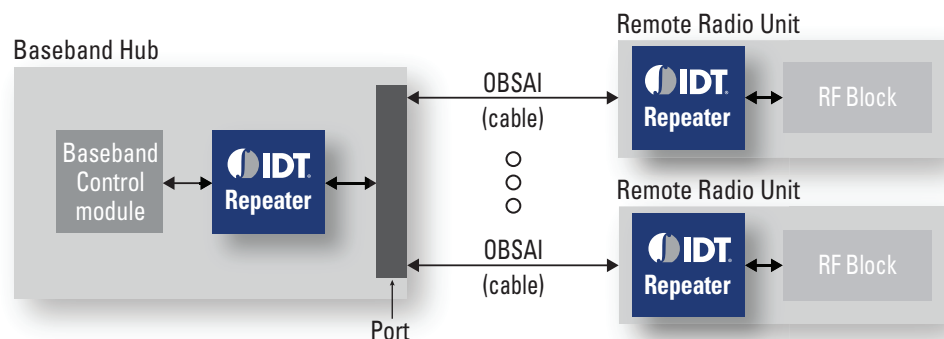 Baseband Hub
Baseband
Control
module
IDT.
Repeater
Port
OBSAI
(cable)
OBSAI
(cable)
Remote Radio Unit
IDT.
Repeater
RF Block
Remote Radio Unit
IDT.
Repeater
RF Block